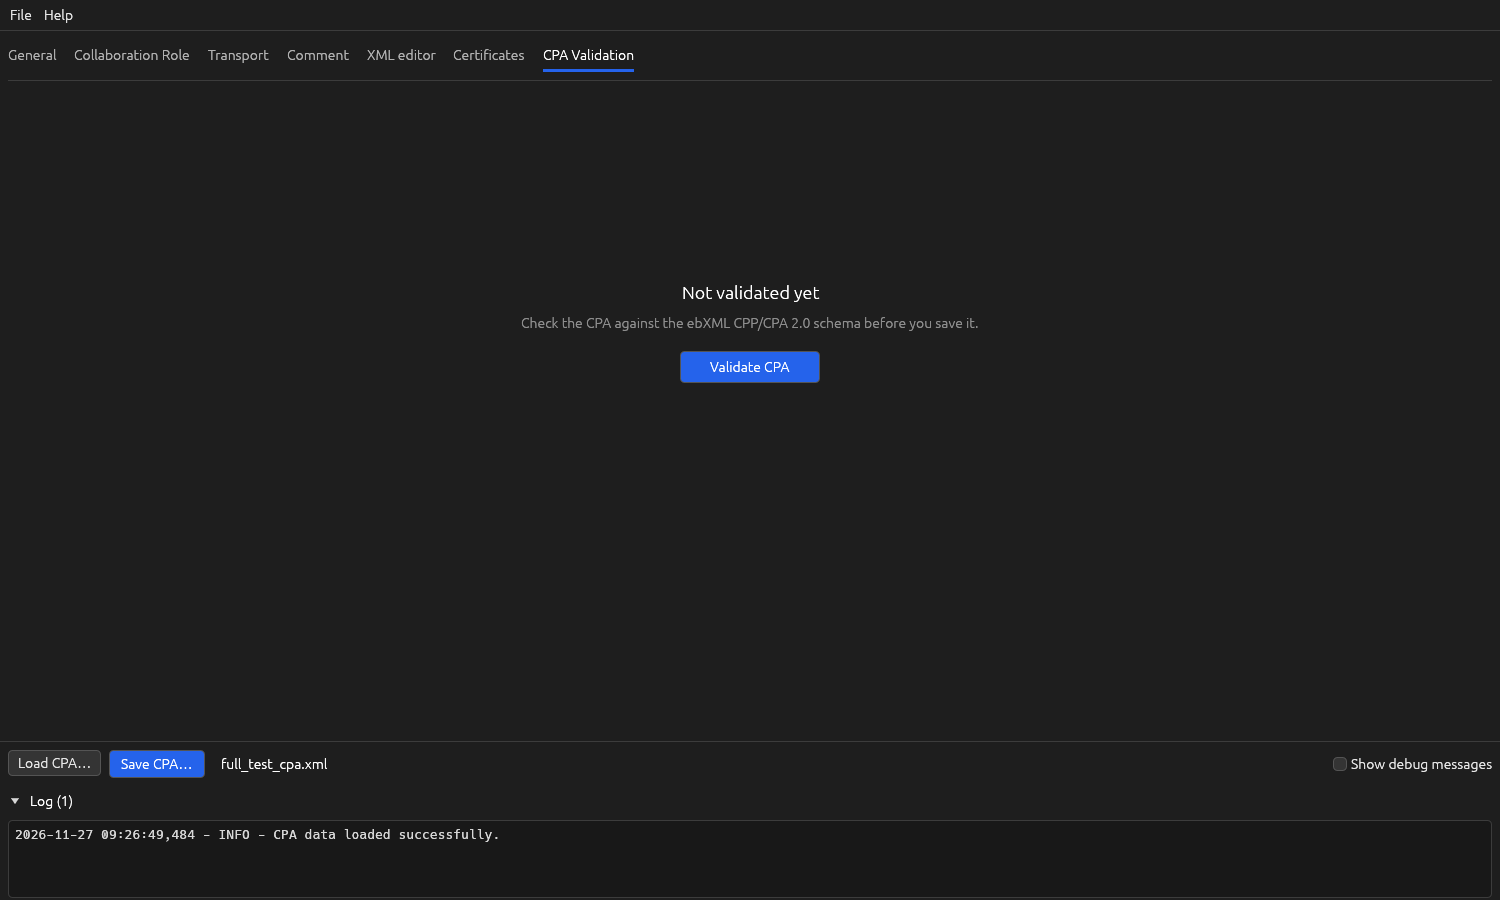 File Help
General Collaboration Role Transport Comment XML editor Certificates CPA Validation
Not validated yet
Check the CPA against the ebXML CPP/CPA 2.0 schema before you save it.
Validate CPA
Load CPA... Save CPA... full_test_cpa.xml Show debug messages
Log (1)
2026-11-27 09:26:49,484 - INFO - CPA data loaded successfully.